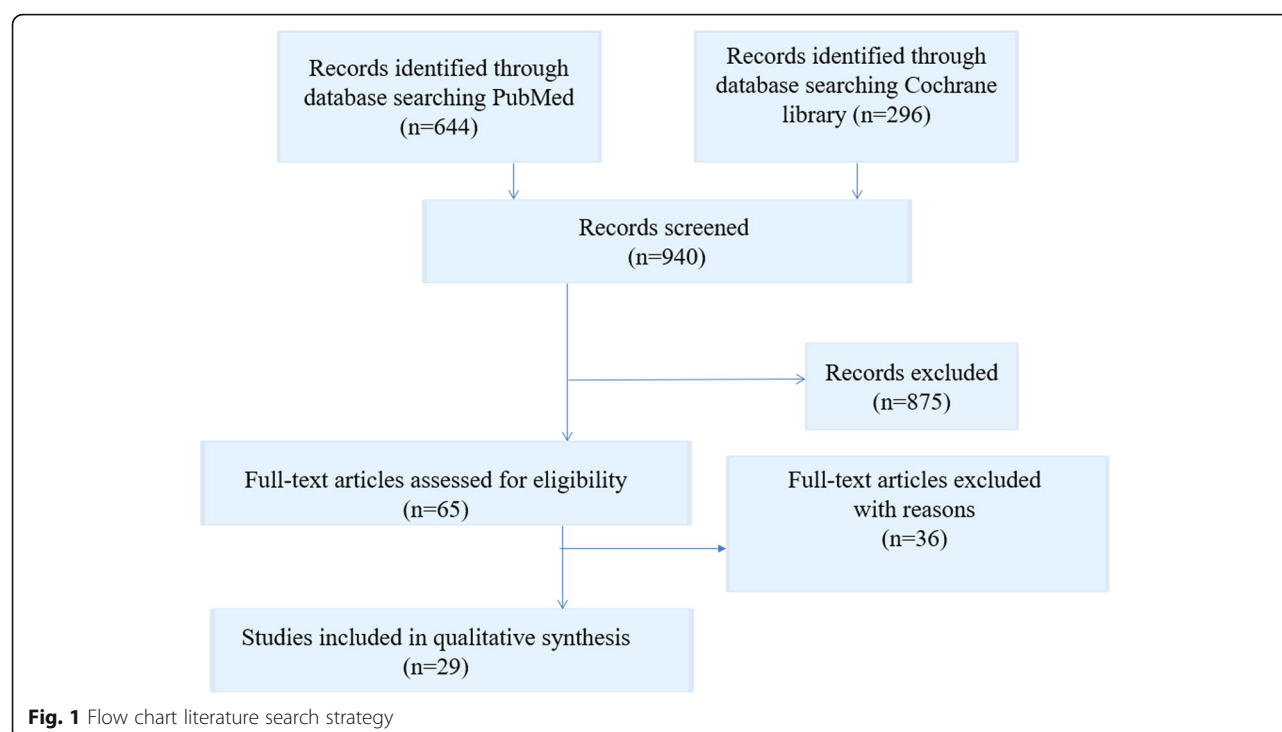 Records identified through
database searching PubMed
(n=644)
Records identified through
database searching Cochrane
library (n=296)
Records screened
(n=940)
Records excluded
(n=875)
Full-text articles assessed for eligibility
(n=65)
Full-text articles excluded
with reasons
(n=36)
Studies included in qualitative synthesis
(n=29)
Fig. 1 Flow chart literature search strategy